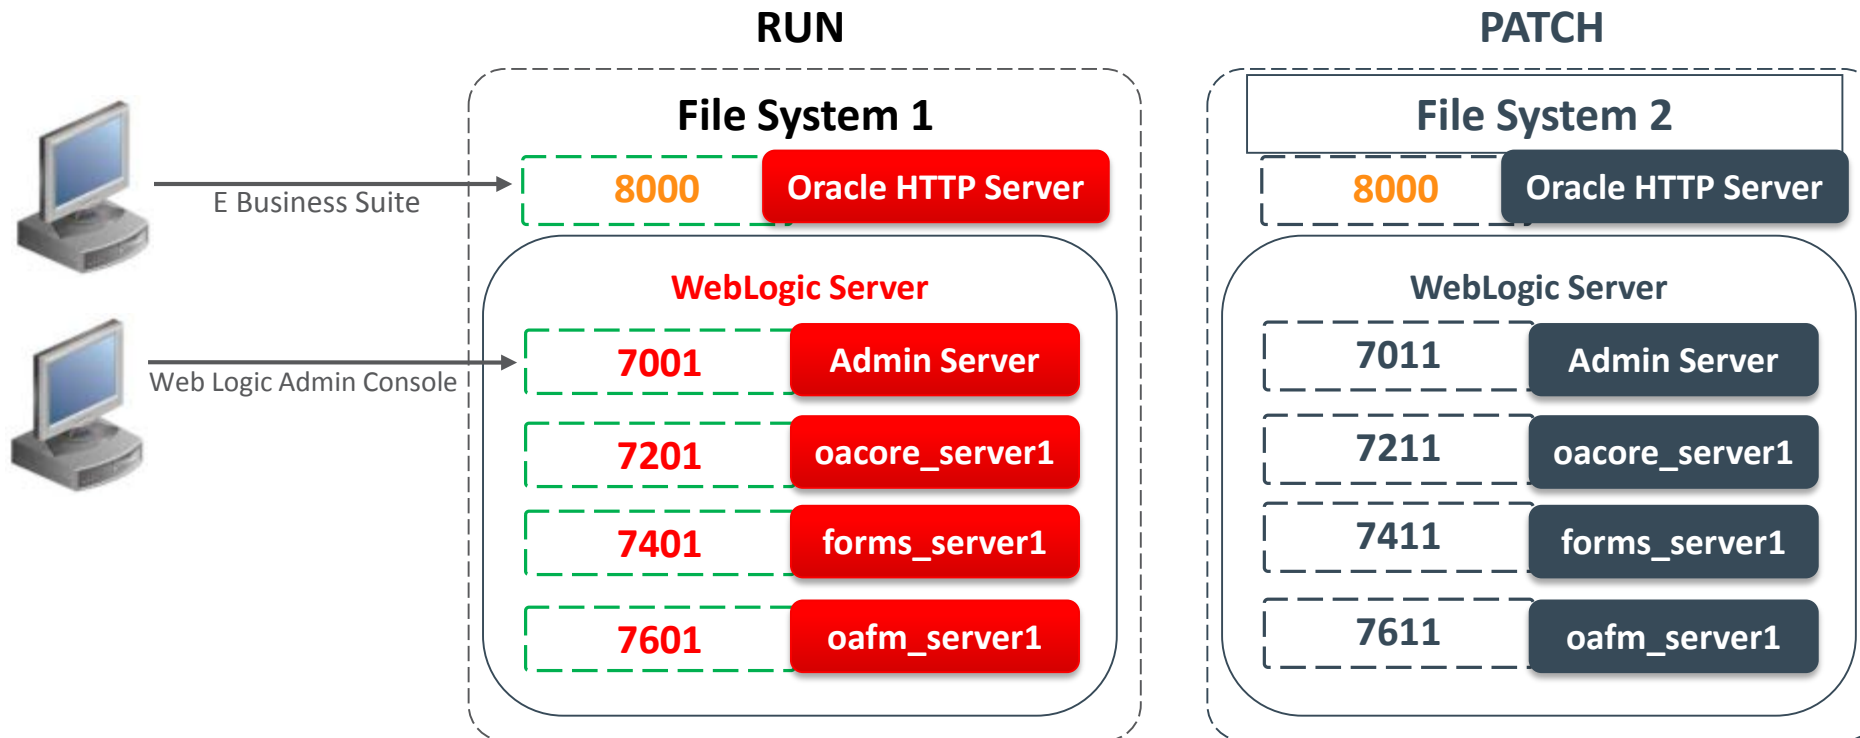 RUN
PATCH
File System 1
File System 2
8000 Oracle HTTP Server
8000 Oracle HTTP Server
E Business Suite
WebLogic Server
WebLogic Server
7001 Admin Server
7011 Admin Server
Web Logic Admin Console
7201 oacore_server1
7211 oacore_server1
7401 forms_server1
7411 forms_server1
7601 oafm_server1
7611 oafm_server1